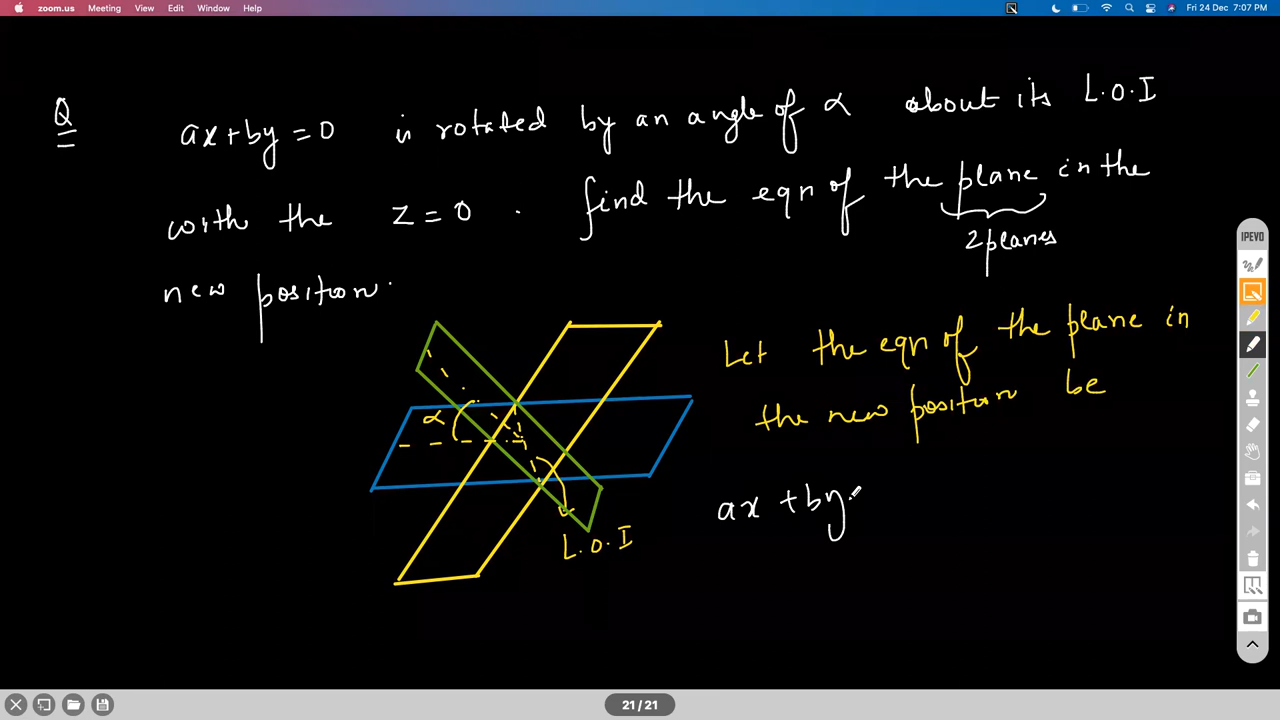 zoom.us Meeting View Edit Window Help Fri 24 Dec 7:07 PM
Q ax+by=0 is rotated by an angle of α about its L.O.I
with the z=0 . find the eqn of the plane in the
2 planes
new position.
Let the eqn of the plane in
the new position be
α
ax +by
L.O.I
IPEVO
21/21